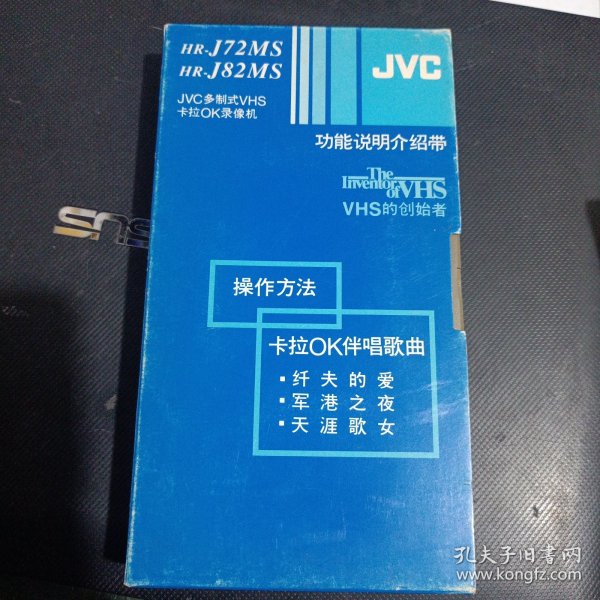 HR-J72MS
HR-J82MS
JVC
JVC多制式VHS
卡拉OK录像机
功能说明介绍带
The
Inventor
of VHS
VHS的创始者
操作方法
卡拉OK伴唱歌曲
▪ 纤夫的爱
▪ 军港之夜
▪ 天涯歌女
孔夫子旧书网
www.kongfz.com